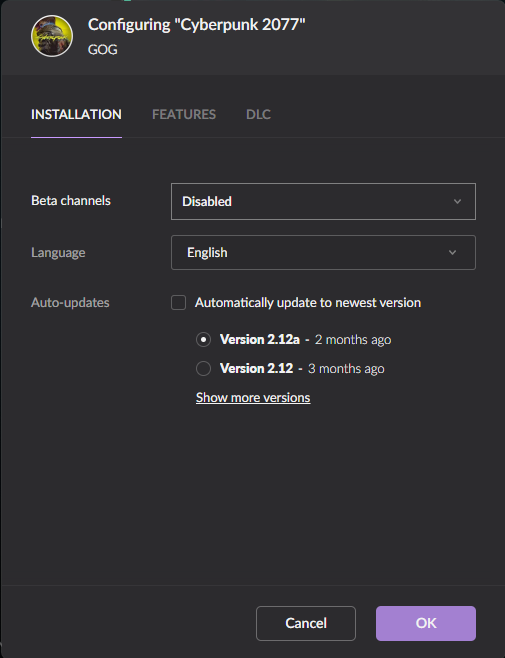 Configuring "Cyberpunk 2077"
GOG
INSTALLATION FEATURES DLC
Beta channels Disabled
Language English
Auto-updates Automatically update to newest version
Version 2.12a - 2 months ago
Version 2.12 - 3 months ago
Show more versions
Cancel OK